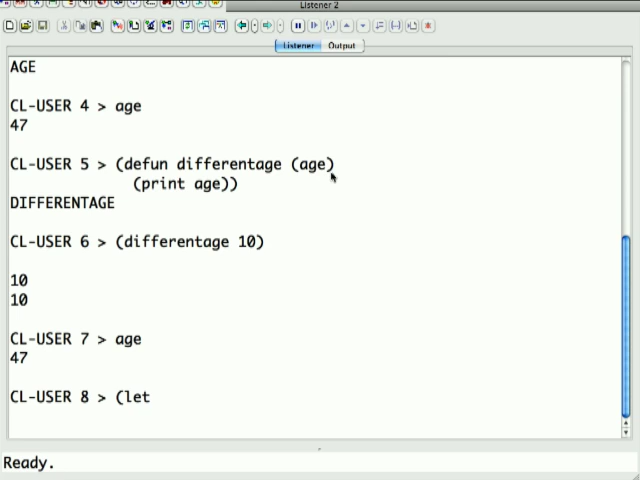 Listener 2
Listener Output
AGE
CL-USER 4 > age
47
CL-USER 5 > (defun differentage (age)
(print age))
DIFFERENTAGE
CL-USER 6 > (differentage 10)
10
10
CL-USER 7 > age
47
CL-USER 8 > (let
Ready.